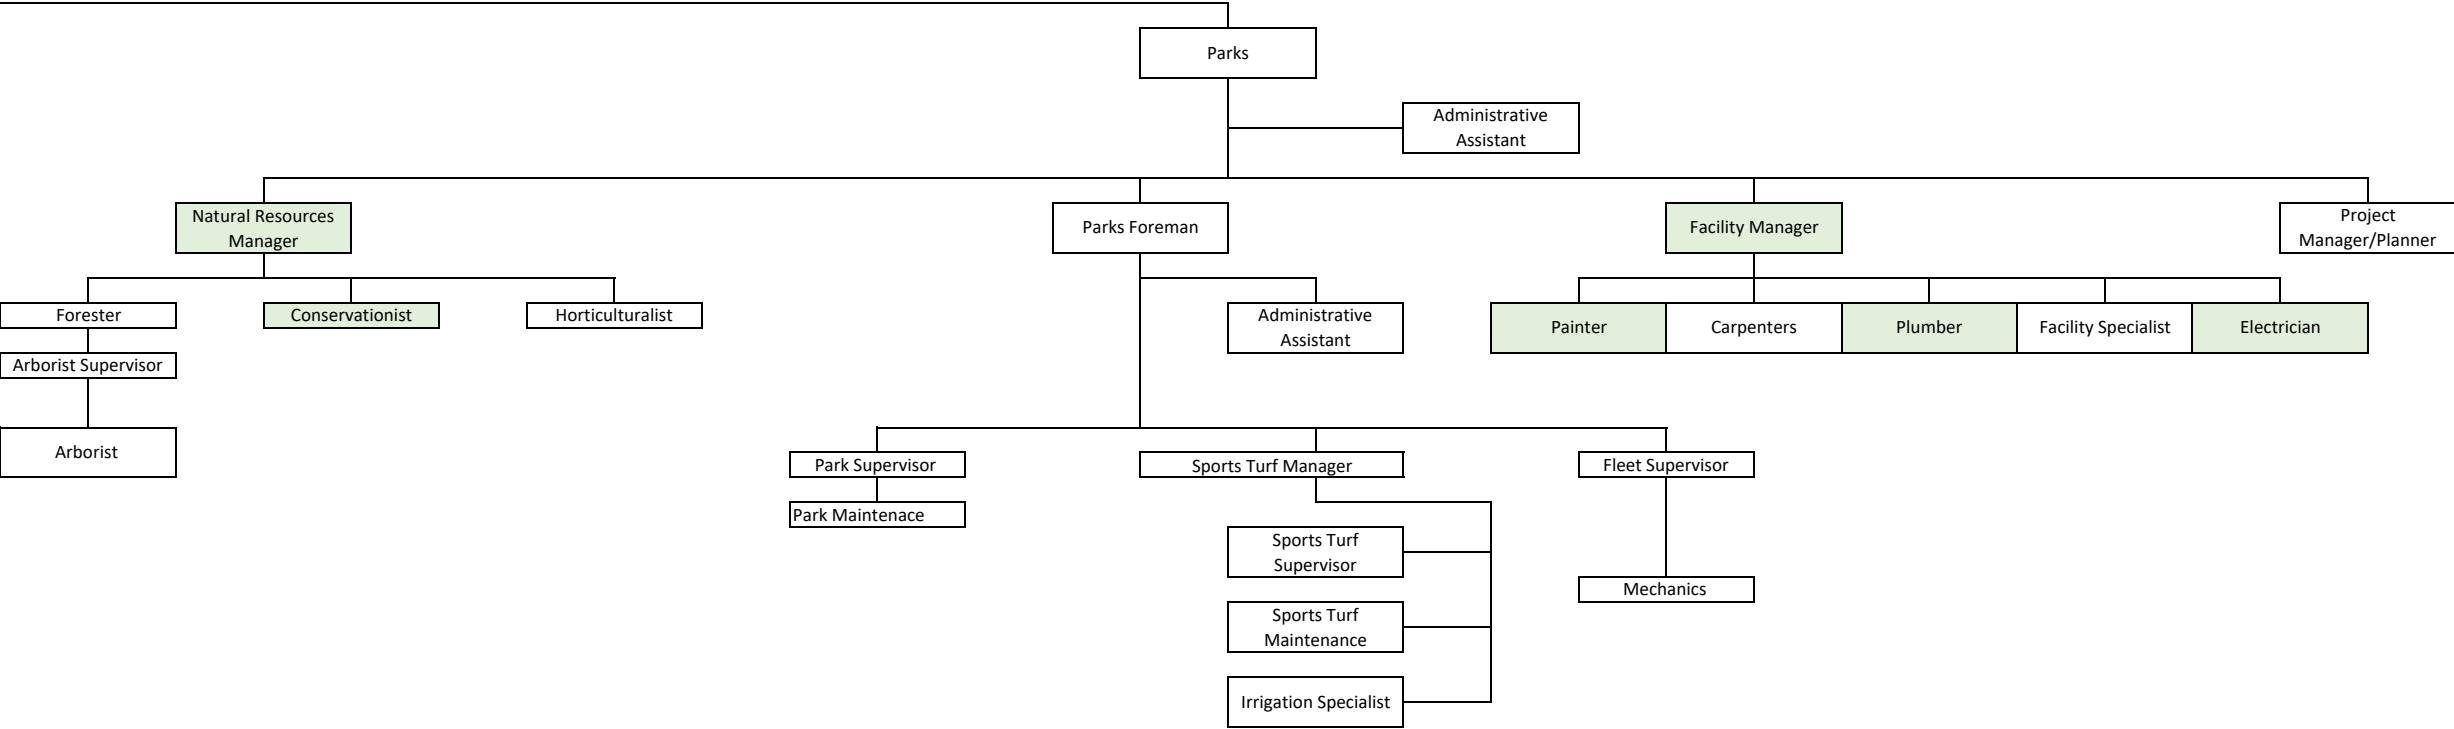 Parks
Administrative
Assistant
Natural Resources
Manager
Parks Foreman
Facility Manager
Project
Manager/Planner
Forester
Conservationist
Horticulturalist
Administrative
Assistant
Painter
Carpenters
Plumber
Facility Specialist
Electrician
Arborist Supervisor
Arborist
Park Supervisor
Sports Turf Manager
Fleet Supervisor
Park Maintenace
Sports Turf
Supervisor
Mechanics
Sports Turf
Maintenance
Irrigation Specialist